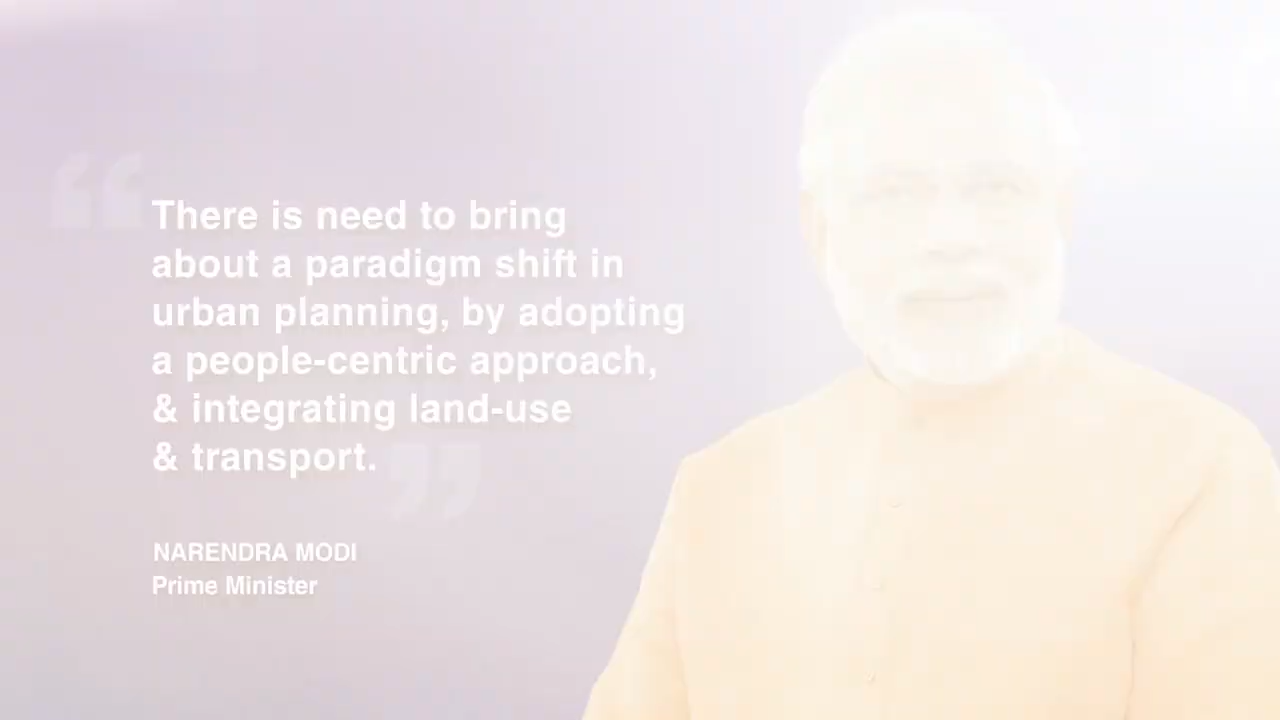 There is need to bring
about a paradigm shift in
urban planning, by adopting
a people-centric approach,
& integrating land-use
& transport.
NARENDRA MODI
Prime Minister